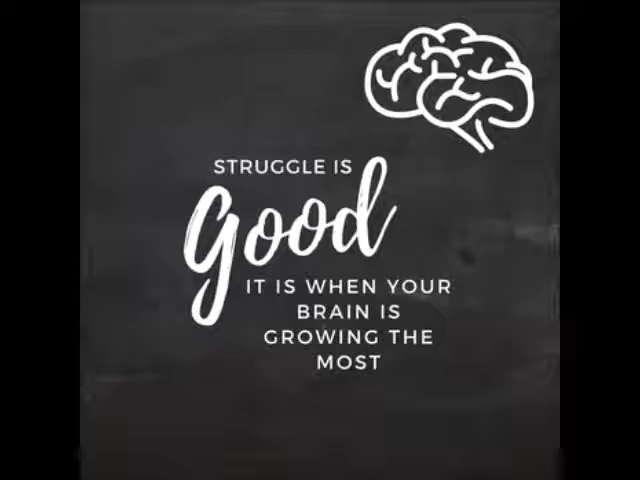 STRUGGLE IS
Good
IT IS WHEN YOUR
BRAIN IS
GROWING THE
MOST